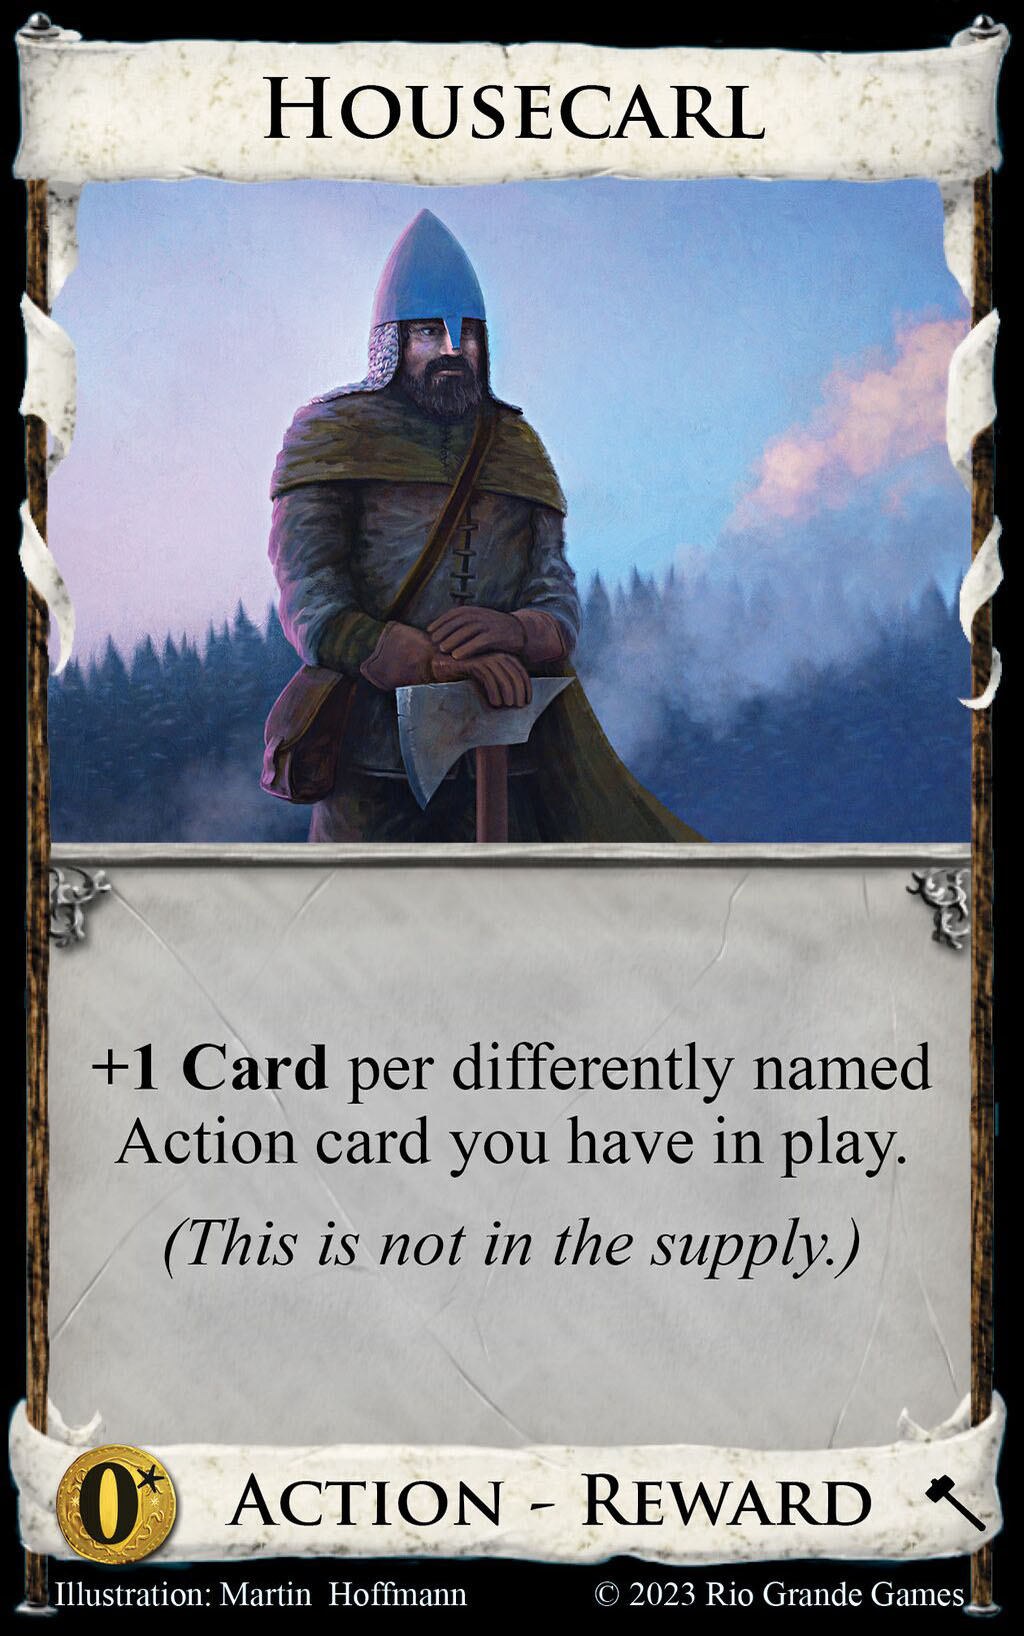 Housecarl
+1 Card per differently named
Action card you have in play.
(This is not in the supply.)
0* Action - Reward
Illustration: Martin Hoffmann © 2023 Rio Grande Games